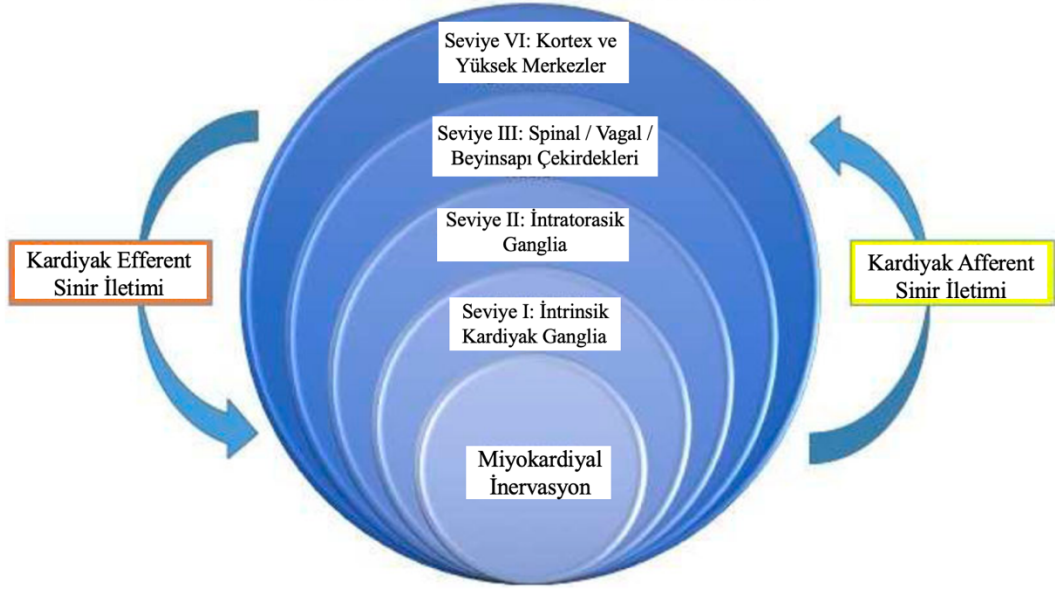 Seviye VI: Kortex ve
Yüksek Merkezler
Seviye III: Spinal / Vagal /
Beyinsapı Çekirdekleri
Seviye II: İntratorasik
Ganglia
Kardiyak Efferent
Sinir İletimi
Kardiyak Afferent
Sinir İletimi
Seviye I: İntrinsik
Kardiyak Ganglia
Miyokardiyal
İnervasyon